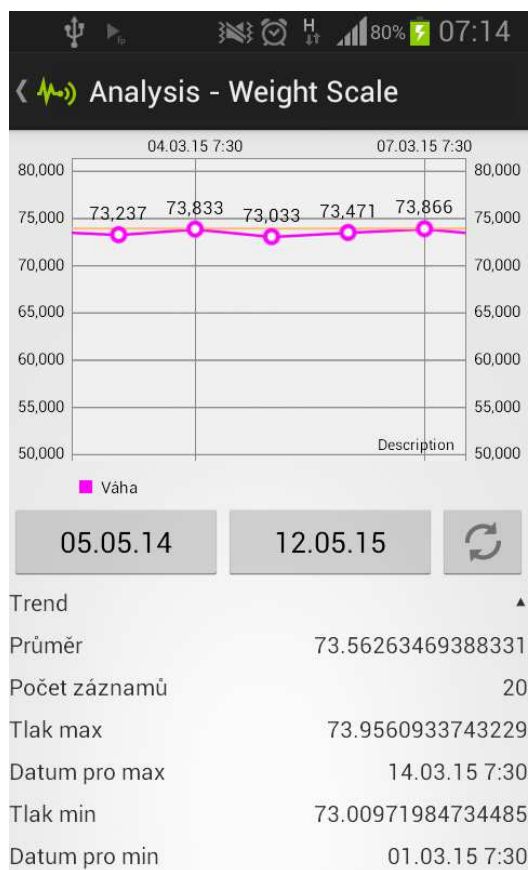 H 80% 07:14
Analysis - Weight Scale
04.03.15 7:30 07.03.15 7:30
80,000 80,000
73,237 73,833 73,033 73,471 73,866
75,000 75,000
70,000 70,000
65,000 65,000
60,000 60,000
55,000 55,000
Description
50,000 50,000
Váha
05.05.14 12.05.15
Trend ▲
Průměr 73.56263469388331
Počet záznamů 20
Tlak max 73.9560933743229
Datum pro max 14.03.15 7:30
Tlak min 73.00971984734485
Datum pro min 01.03.15 7:30